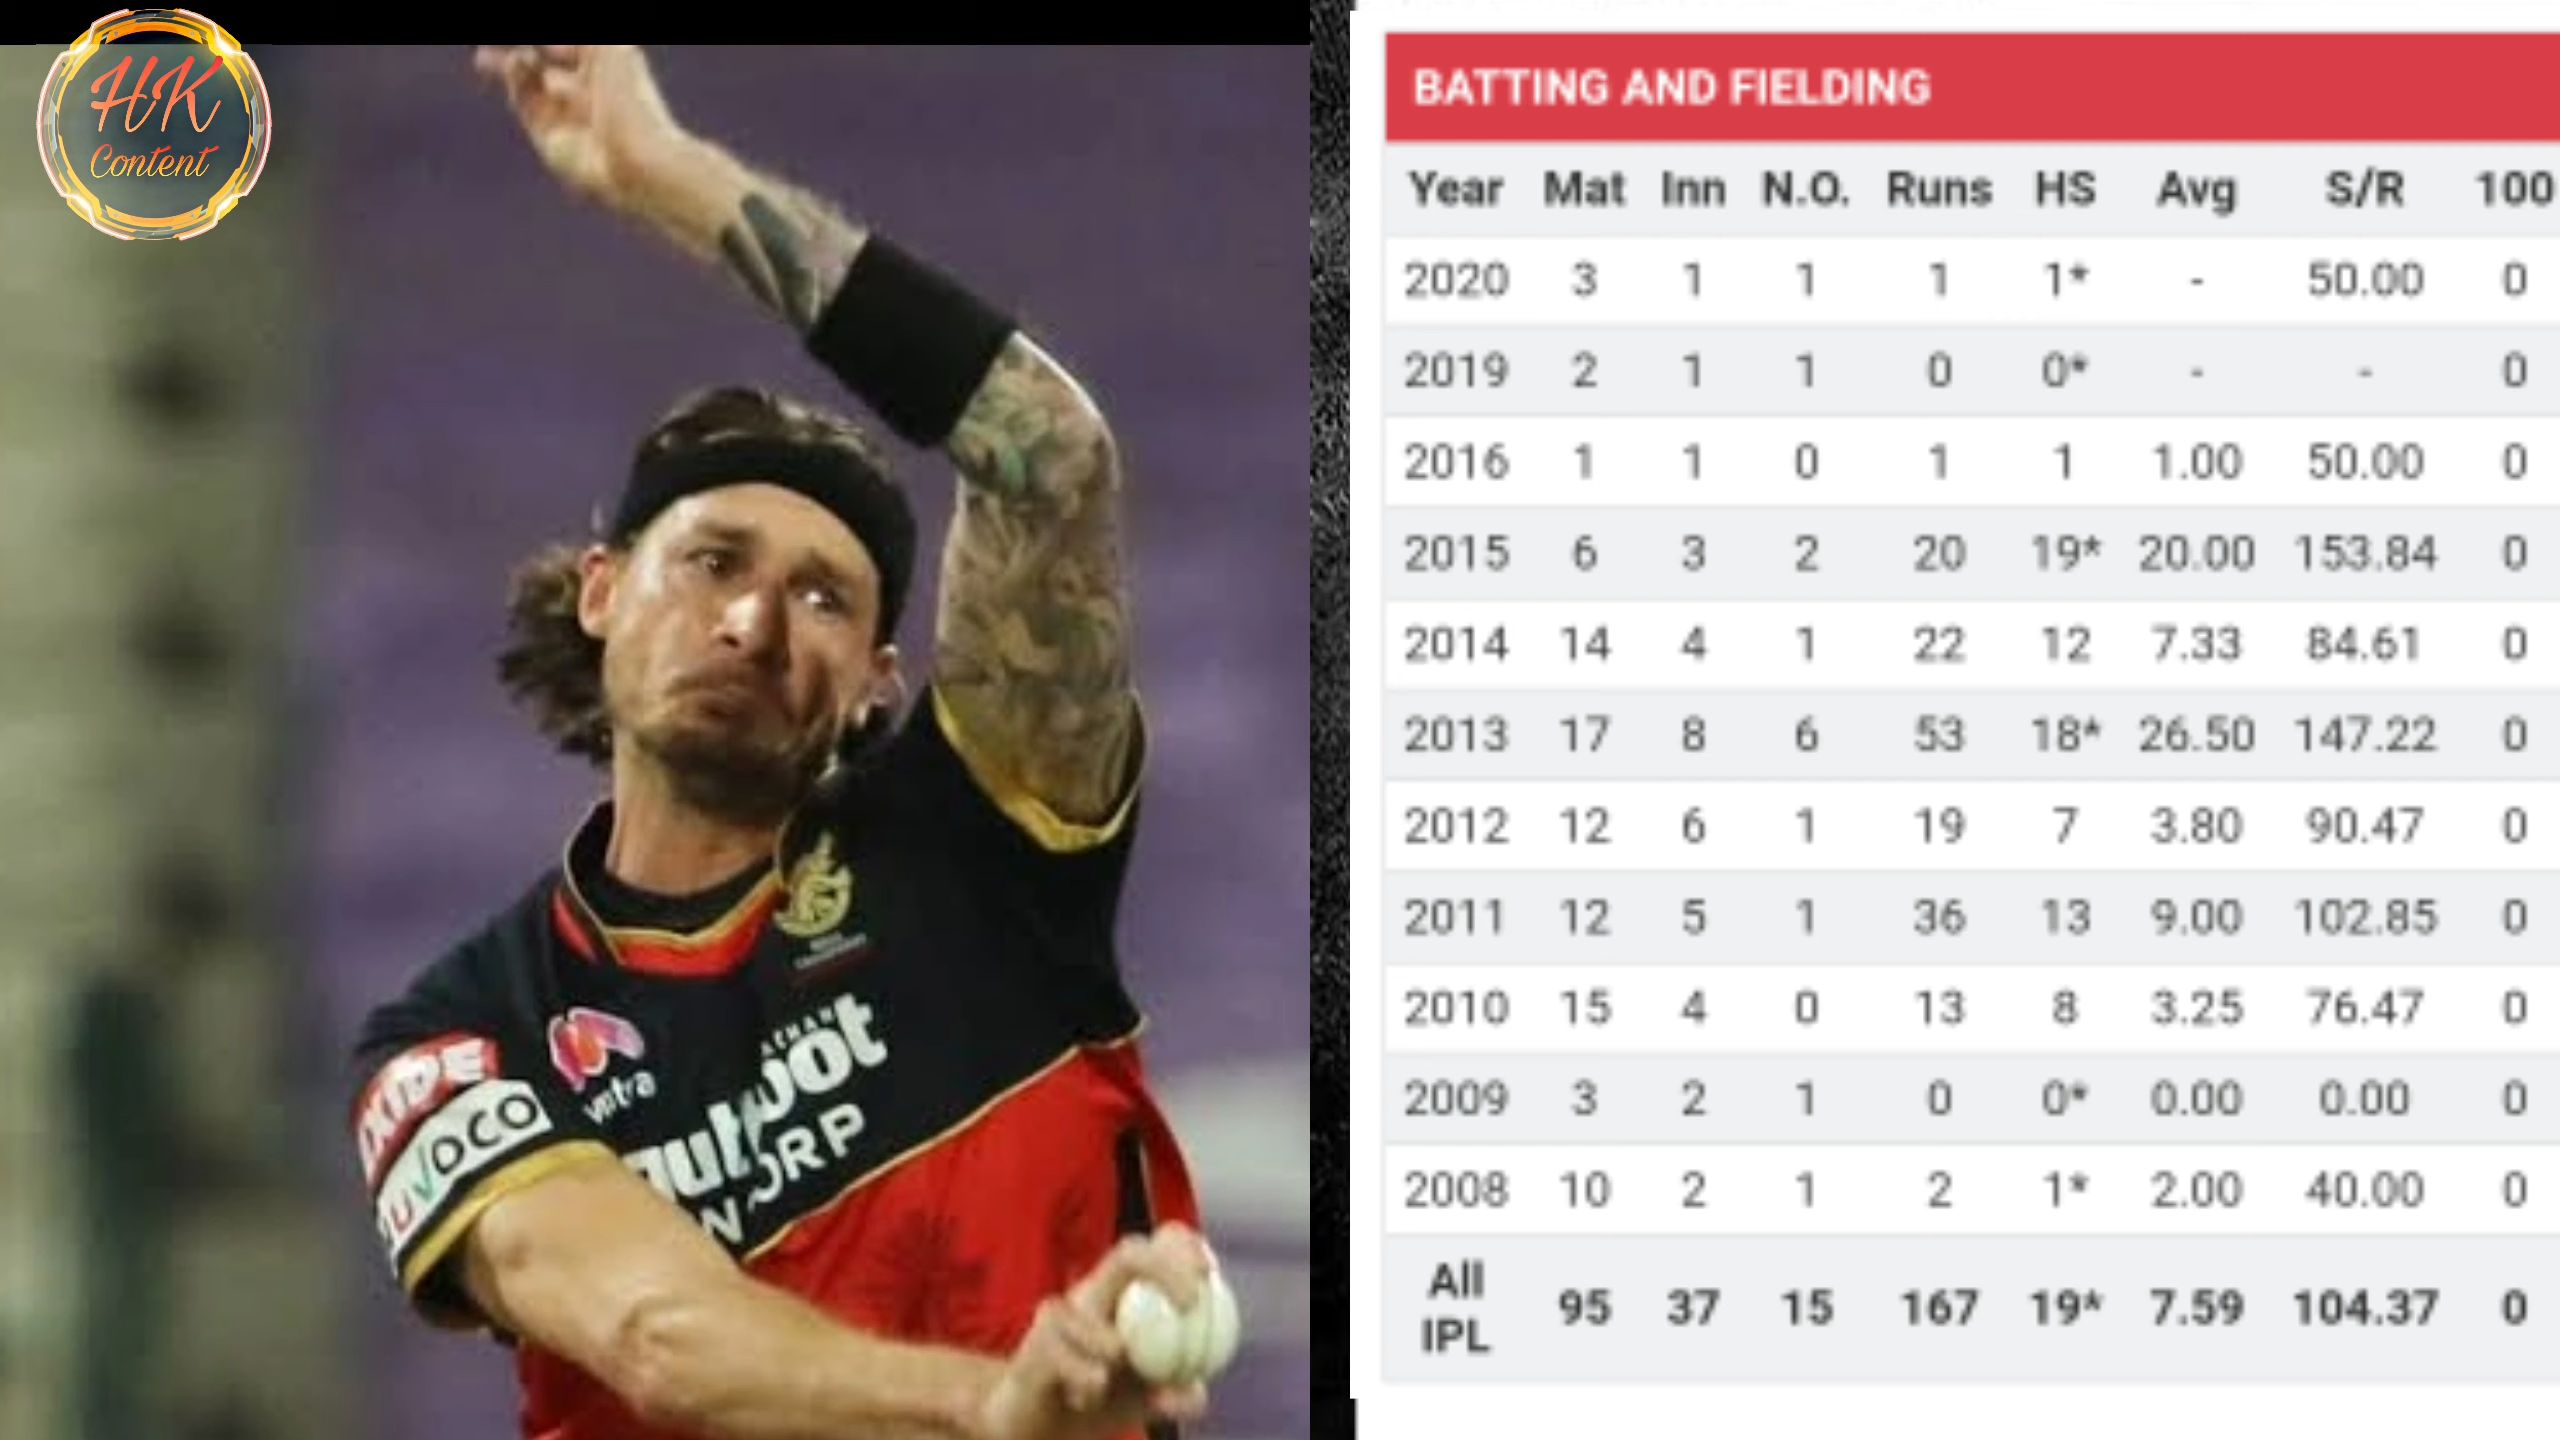 HK
Content
BATTING AND FIELDING
Year Mat Inn N.O. Runs HS Avg S/R 100
2020 3 1 1 1 1* - 50.00 0
2019 2 1 1 0 0* - - 0
2016 1 1 0 1 1 1.00 50.00 0
2015 6 3 2 20 19* 20.00 153.84 0
2014 14 4 1 22 12 7.33 84.61 0
2013 17 8 6 53 18* 26.50 147.22 0
2012 12 6 1 19 7 3.80 90.47 0
2011 12 5 1 36 13 9.00 102.85 0
2010 15 4 0 13 8 3.25 76.47 0
2009 3 2 1 0 0* 0.00 0.00 0
2008 10 2 1 2 1* 2.00 40.00 0
All
IPL 95 37 15 167 19* 7.59 104.37 0